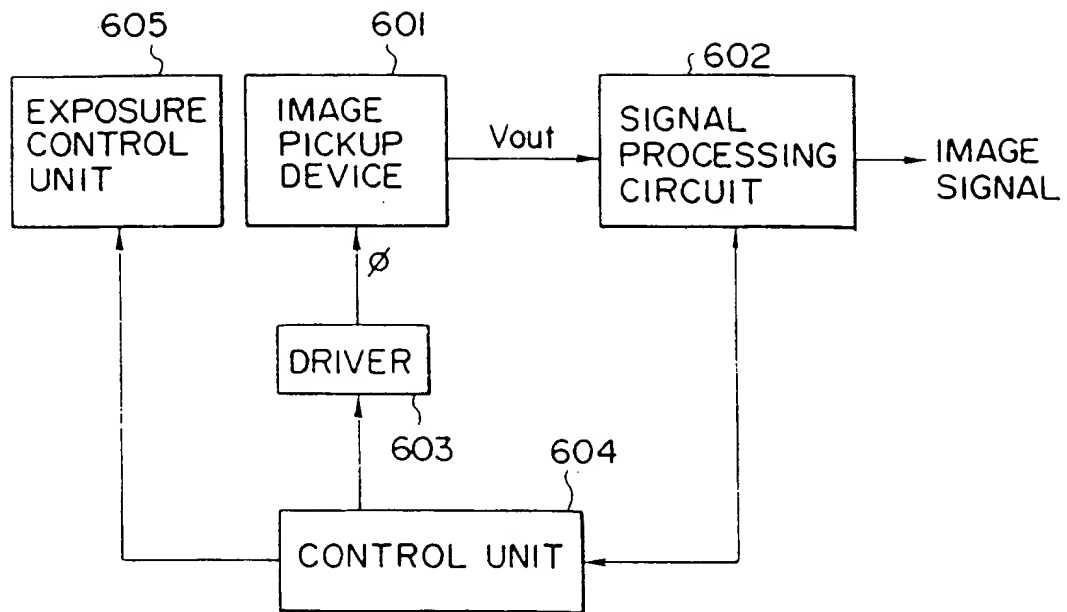 605
601
602
EXPOSURE
CONTROL
UNIT
IMAGE
PICKUP
DEVICE
Vout
SIGNAL
PROCESSING
CIRCUIT
IMAGE
SIGNAL
ø
DRIVER
603
604
CONTROL UNIT